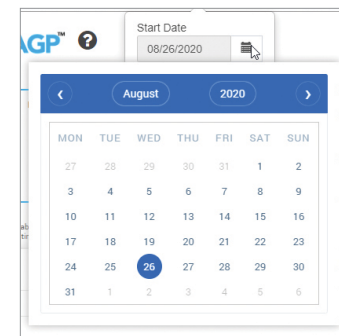 AGP™ ?
Start Date
08/26/2020
‹ August 2020 ›
MON TUE WED THU FRI SAT SUN
27 28 29 30 31 1 2
3 4 5 6 7 8 9
10 11 12 13 14 15 16
17 18 19 20 21 22 23
24 25 26 27 28 29 30
31 1 2 3 4 5 6